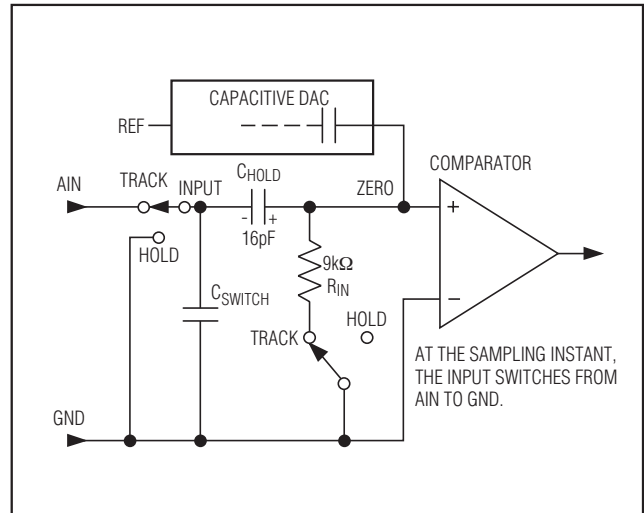 CAPACITIVE DAC
REF
COMPARATOR
AIN
TRACK
INPUT
CHOLD
ZERO
+
- +
16pF
HOLD
9kΩ
RIN
CSWITCH
−
TRACK
HOLD
AT THE SAMPLING INSTANT,
THE INPUT SWITCHES FROM
AIN TO GND.
GND